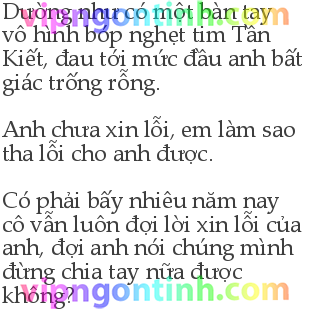 Dường như có một bàn tay
vô hình bóp nghẹt tim Tần
Kiết, đau tới mức đầu anh bất
giác trống rỗng.
Anh chưa xin lỗi, em làm sao
tha lỗi cho anh được.
Có phải bấy nhiêu năm nay
cô vẫn luôn đợi lời xin lỗi của
anh, đợi anh nói chúng mình
đừng chia tay nữa được
không?
vipngontinh.com
vipngontinh.com